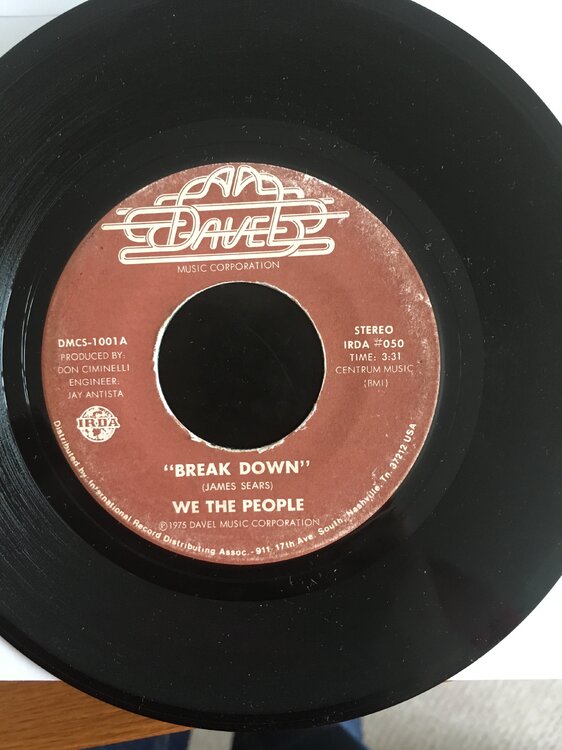 DAVEL
MUSIC CORPORATION
DMCS-1001A
PRODUCED BY:
DON CIMINELLI
ENGINEER:
JAY ANTISTA
IRDA
STEREO
IRDA #050
TIME: 3:31
CENTRUM MUSIC
(BMI)
"BREAK DOWN"
(JAMES SEARS)
WE THE PEOPLE
©1975 DAVEL MUSIC CORPORATION
Distributed by: International Record Distributing Assoc. - 911 17th Ave. South, Nashville, Tn. 37212 USA